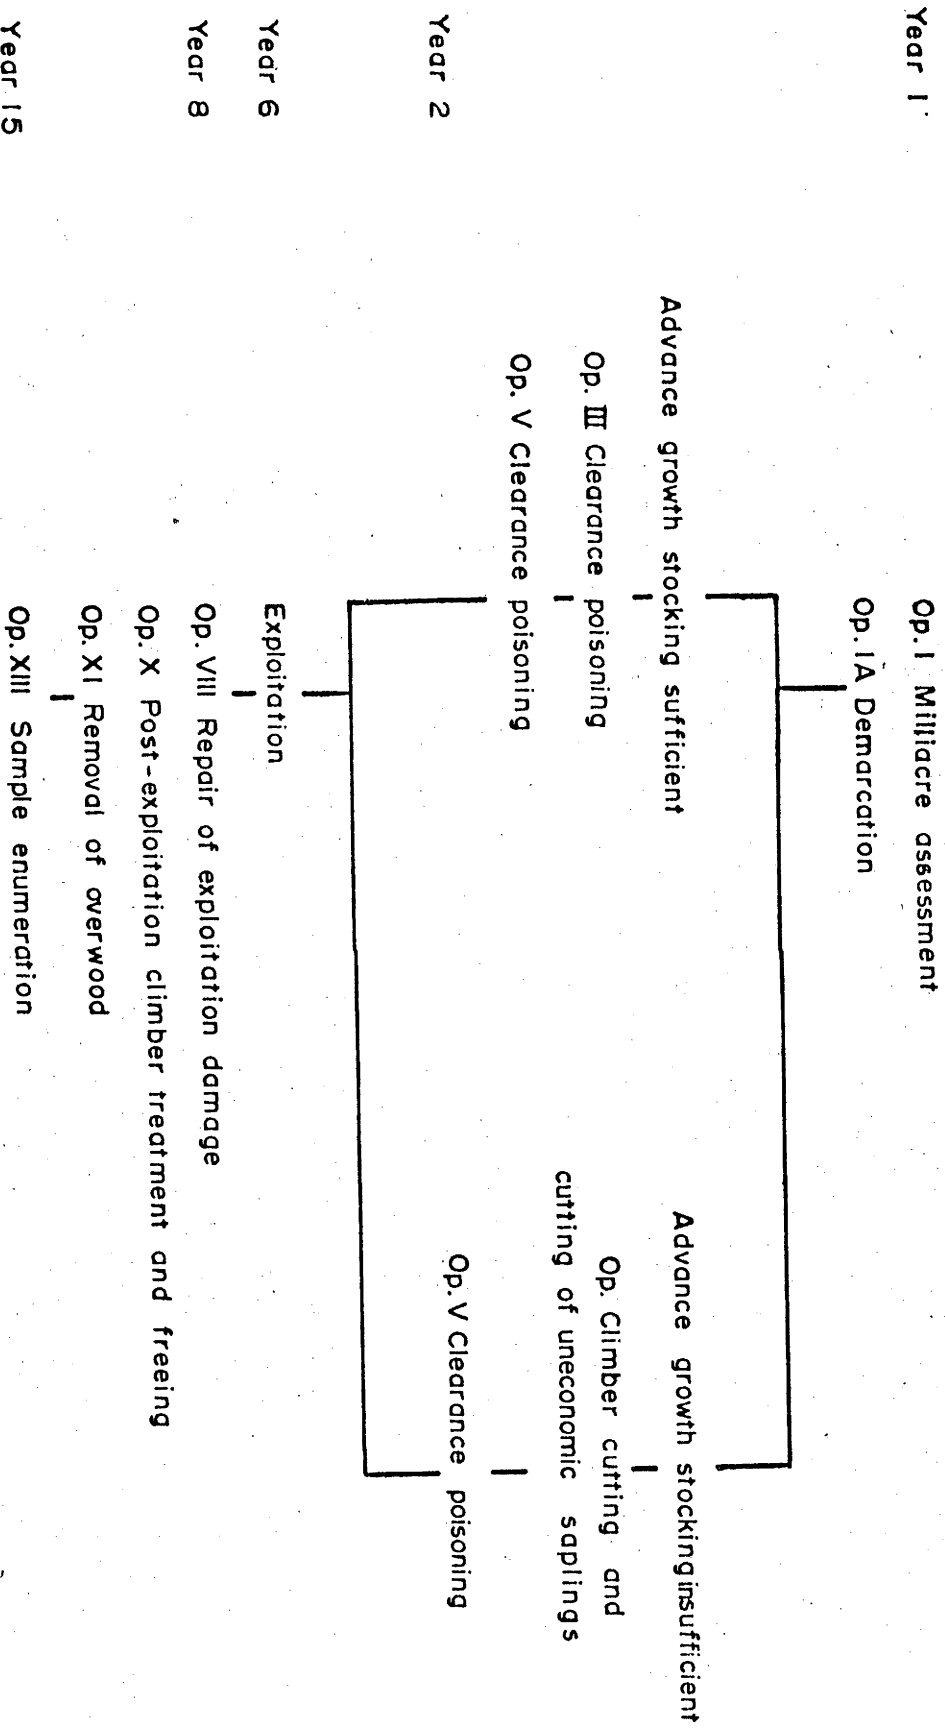 Year 1
Op. I Milliacre assessment
Op. IA Demarcation
Advance growth stocking sufficient
Advance growth stocking insufficient
Op. III Clearance poisoning
Op. Climber cutting and
cutting of uneconomic saplings
Op. V Clearance poisoning
Op. V Clearance poisoning
Year 2
Exploitation
Year 6
Op. VIII Repair of exploitation damage
Year 8
Op. X Post-exploitation climber treatment and freeing
Op. XI Removal of overwood
Year 15
Op. XIII Sample enumeration